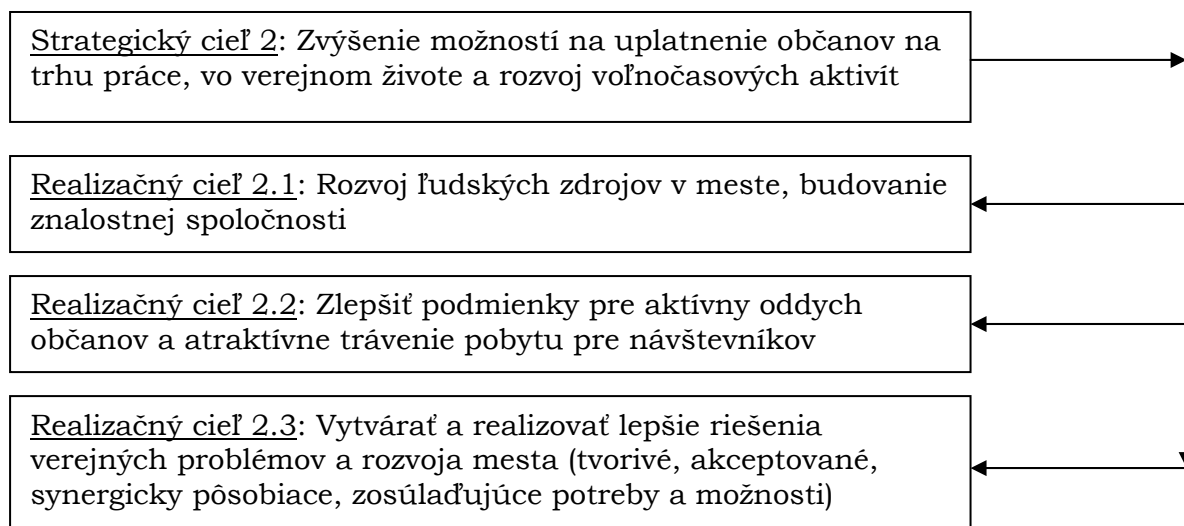 Strategický cieľ 2: Zvýšenie možností na uplatnenie občanov na
trhu práce, vo verejnom živote a rozvoj voľnočasových aktivít
Realizačný cieľ 2.1: Rozvoj ľudských zdrojov v meste, budovanie
znalostnej spoločnosti
Realizačný cieľ 2.2: Zlepšiť podmienky pre aktívny oddych
občanov a atraktívne trávenie pobytu pre návštevníkov
Realizačný cieľ 2.3: Vytvárať a realizovať lepšie riešenia
verejných problémov a rozvoja mesta (tvorivé, akceptované,
synergicky pôsobiace, zosúlaďujúce potreby a možnosti)